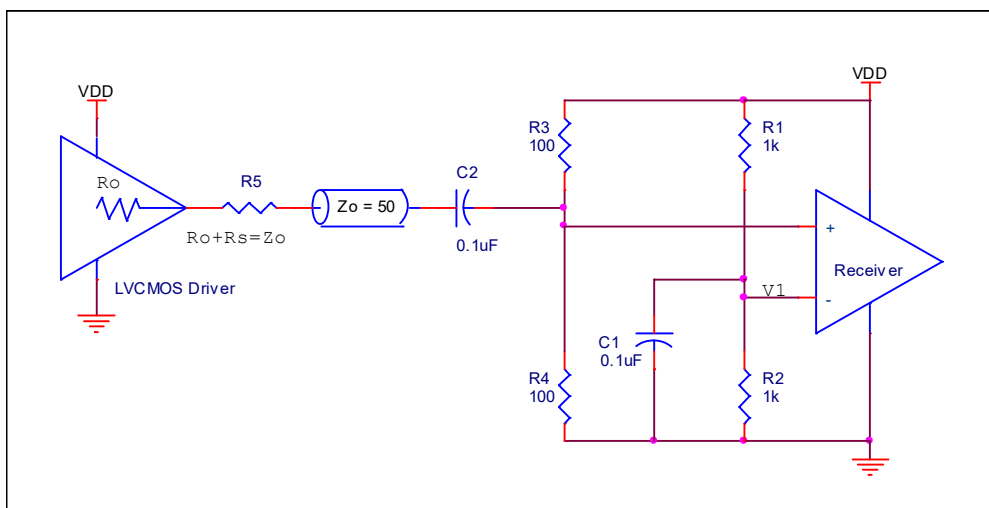 VDD
Ro
R5
Ro+Rs=Zo
LVCMOS Driver
Zo = 50
C2
0.1uF
R3
100
R4
100
C1
0.1uF
VDD
R1
1k
V1
R2
1k
+
-
Receiver